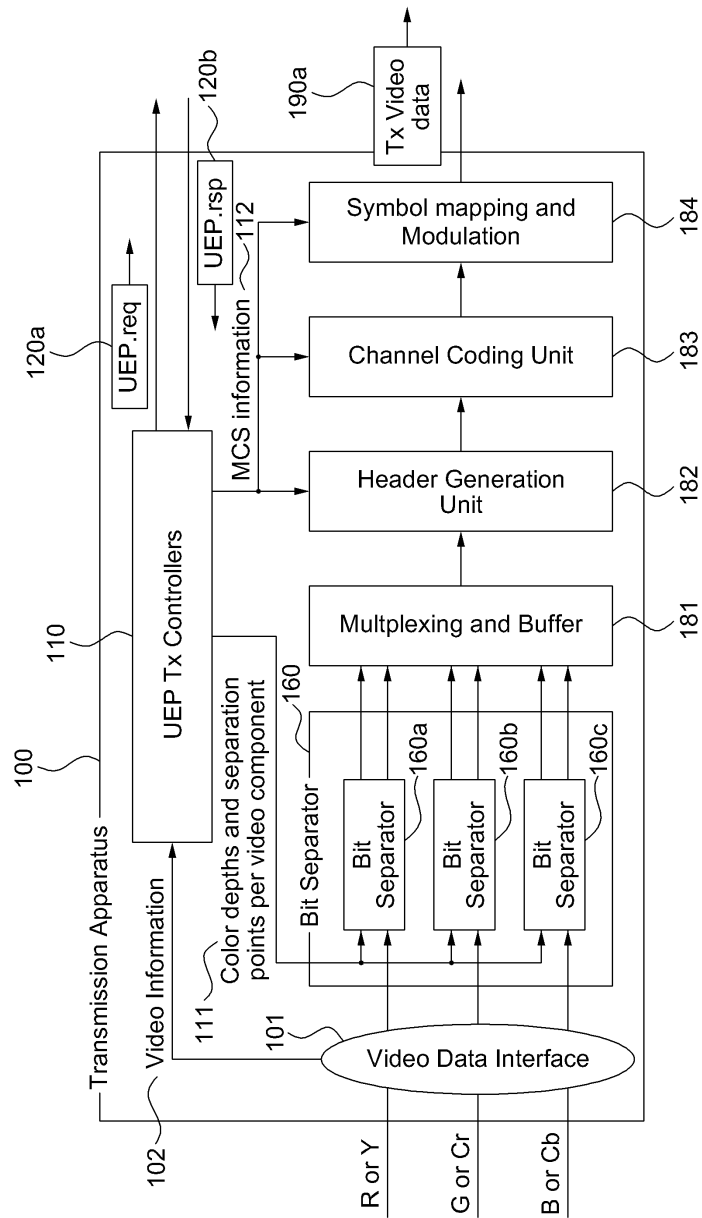 100
Transmission Apparatus
102
Video Information
110
UEP Tx Controllers
120a
UEP.req
120b
UEP.rsp
111
Color depths and separation
points per video component
MCS information
112
101
Video Data Interface
R or Y
G or Cr
B or Cb
160
Bit Separator
Bit
Separator
160a
Bit
Separator
160b
Bit
Separator
160c
Multplexing and Buffer
181
Header Generation
Unit
182
Channel Coding Unit
183
Symbol mapping and
Modulation
184
190a
Tx Video
data